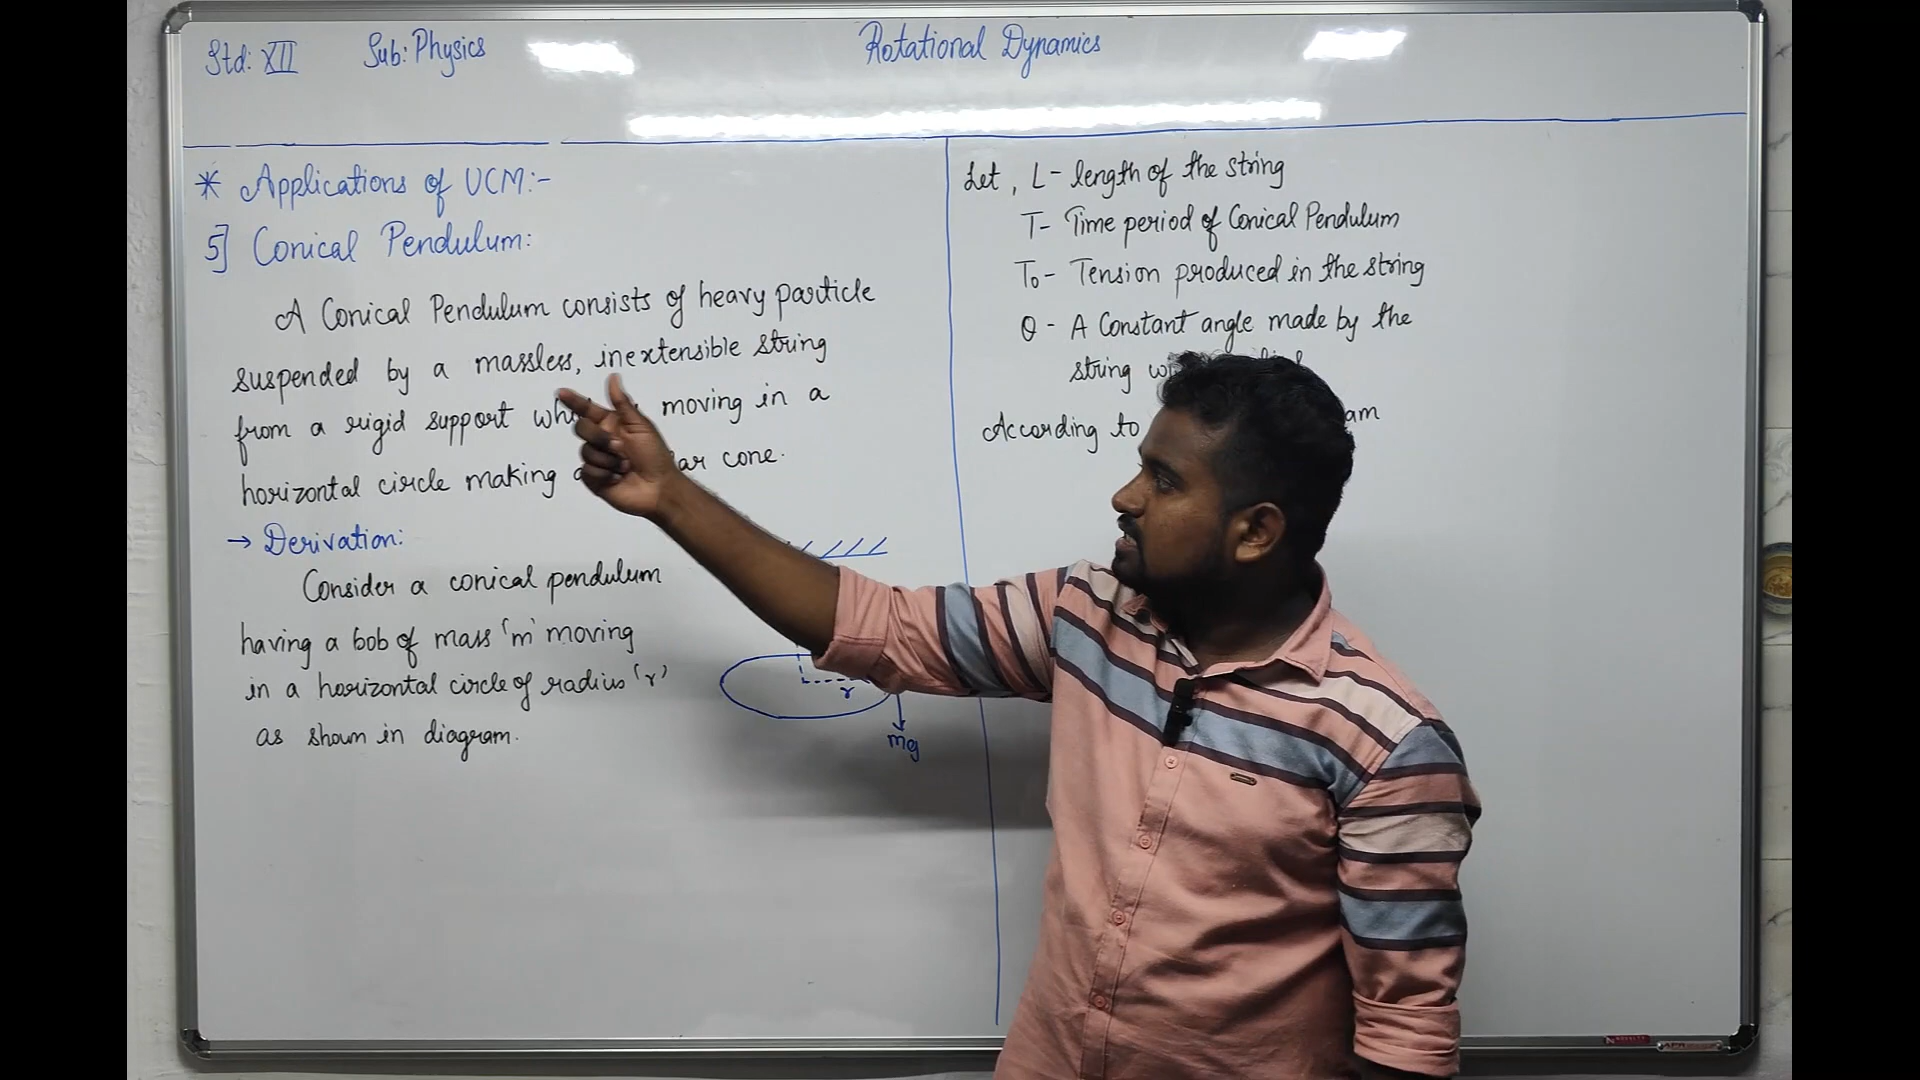 Std: XII Sub: Physics
Rotational Dynamics
* Applications of UCM:-
5] Conical Pendulum:
A Conical Pendulum consists of heavy particle
suspended by a massless, inextensible string
from a rigid support moving in a
horizontal circle making cone.
→ Derivation:
Consider a conical pendulum
having a bob of mass 'm' moving
in a horizontal circle of radius 'r'
as shown in diagram.
r
mg
Let, L - length of the string
T - Time period of Conical Pendulum
T₀ - Tension produced in the string
θ - A Constant angle made by the
string
According to